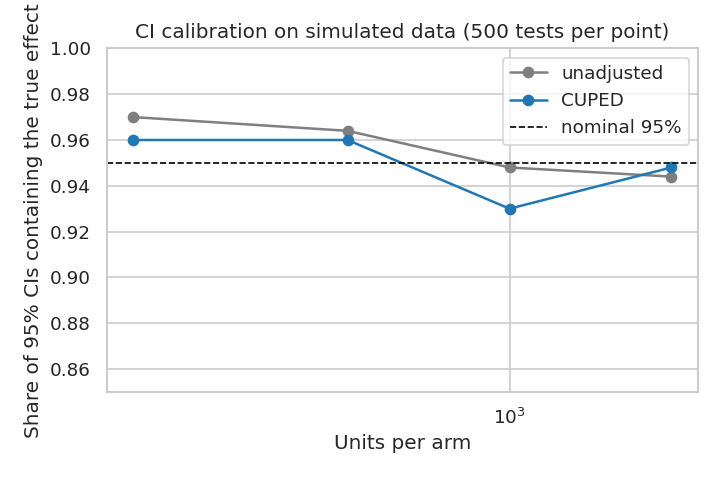 CI calibration on simulated data (500 tests per point)
Share of 95% CIs containing the true effect
1.00
0.98
0.96
0.94
0.92
0.90
0.88
0.86
unadjusted
CUPED
nominal 95%
10³
Units per arm